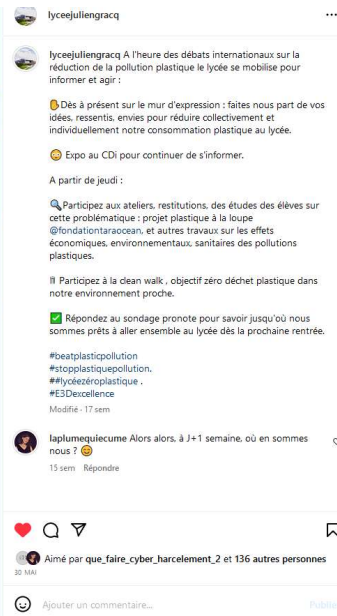 lyceejuliengracq
lyceejuliengracq A l'heure des débats internationaux sur la
réduction de la pollution plastique le lycée se mobilise pour
informer et agir :
✋Dès à présent sur le mur d'expression : faites nous part de vos
idées, ressentis, envies pour réduire collectivement et
individuellement notre consommation plastique au lycée.
😳 Expo au CDi pour continuer de s'informer.
A partir de jeudi :
🔍Participez aux ateliers, restitutions, des études des élèves sur
cette problématique : projet plastique à la loupe
@fondationtaraocean, et autres travaux sur les effets
économiques, environnementaux, sanitaires des pollutions
plastiques.
Participez à la clean walk , objectif zéro déchet plastique dans
notre environnement proche.
✅ Répondez au sondage pronote pour savoir jusqu'où nous
sommes prêts à aller ensemble au lycée dès la prochaine rentrée.
#beatplasticpollution
#stopplastiquepollution.
##lycéezéroplastique .
#E3Dexcellence
Modifié · 17 sem
laplumequiecume Alors alors, à J+1 semaine, où en sommes
nous ? 😊
15 sem Répondre
Aimé par que_faire_cyber_harcelement_2 et 136 autres personnes
30 MAI
Ajouter un commentaire... Publier